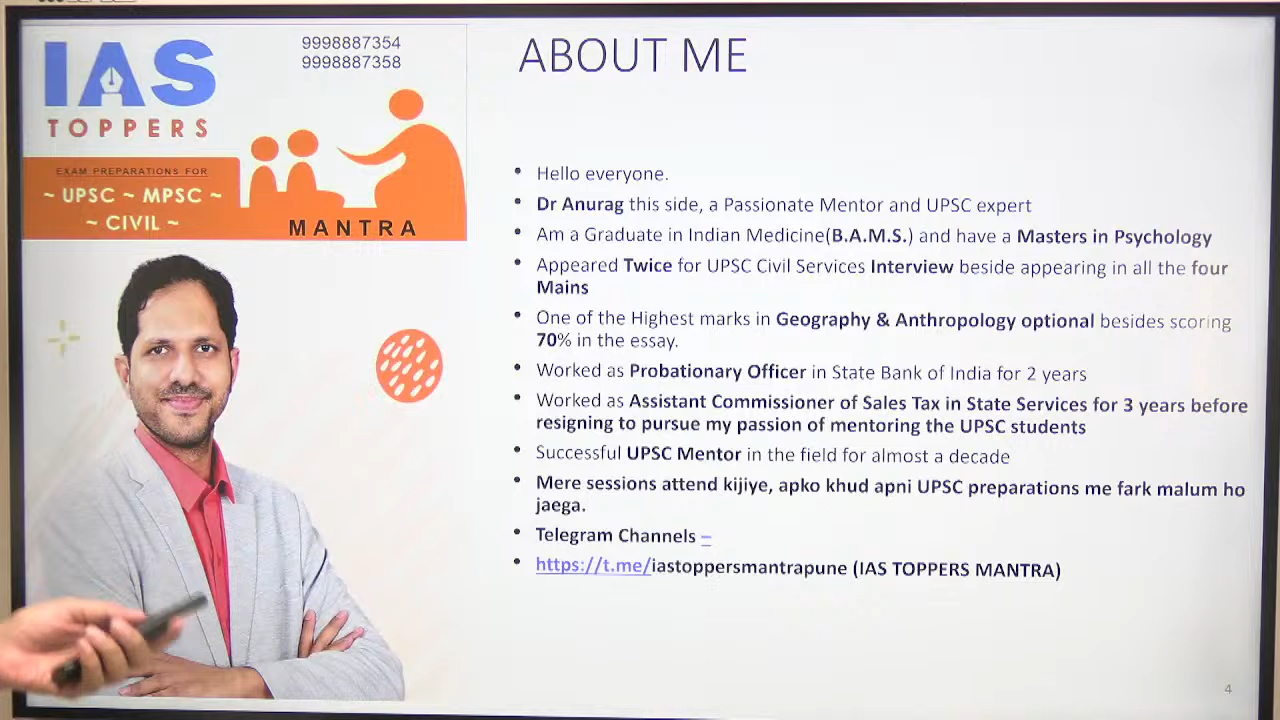 IAS
TOPPERS
9998887354
9998887358
EXAM PREPARATIONS FOR
~ UPSC ~ MPSC ~
~ CIVIL ~
MANTRA
ABOUT ME
• Hello everyone.
• Dr Anurag this side, a Passionate Mentor and UPSC expert
• Am a Graduate in Indian Medicine(B.A.M.S.) and have a Masters in Psychology
• Appeared Twice for UPSC Civil Services Interview beside appearing in all the four
Mains
• One of the Highest marks in Geography & Anthropology optional besides scoring
70% in the essay.
• Worked as Probationary Officer in State Bank of India for 2 years
• Worked as Assistant Commissioner of Sales Tax in State Services for 3 years before
resigning to pursue my passion of mentoring the UPSC students
• Successful UPSC Mentor in the field for almost a decade
• Mere sessions attend kijiye, apko khud apni UPSC preparations me fark malum ho
jaega.
• Telegram Channels –
• https://t.me/iastoppersmantrapune (IAS TOPPERS MANTRA)
4